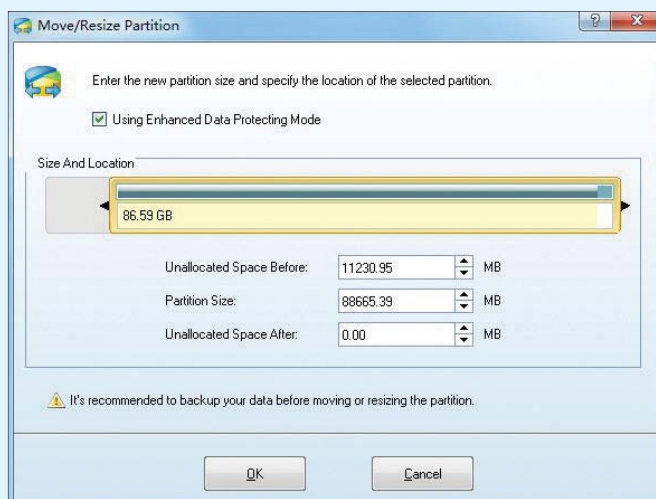 Move/Resize Partition
Enter the new partition size and specify the location of the selected partition.
Using Enhanced Data Protecting Mode
Size And Location
86.59 GB
Unallocated Space Before: 11230.95 MB
Partition Size: 88665.39 MB
Unallocated Space After: 0.00 MB
It's recommended to backup your data before moving or resizing the partition.
OK Cancel